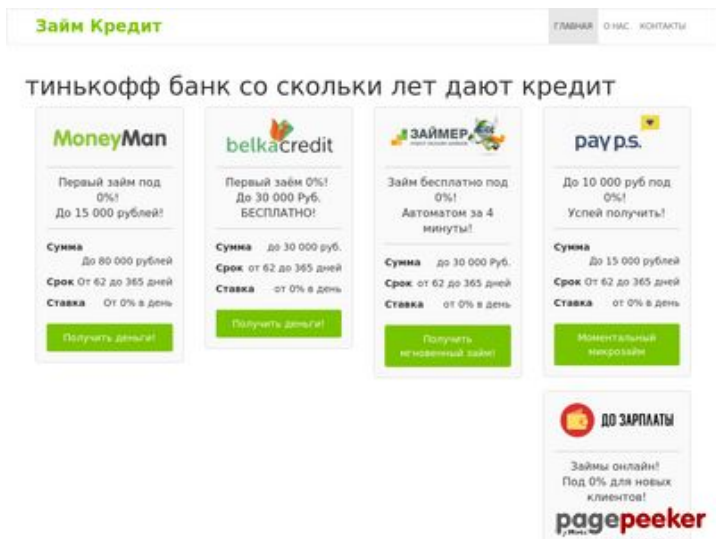 Займ Кредит
ГЛАВНАЯ О НАС. КОНТАКТЫ
тинькофф банк со скольки лет дают кредит
MoneyMan
Первый займ под
0%!
До 15 000 рублей!
Сумма
До 80 000 рублей
Срок От 62 до 365 дней
Ставка От 0% в день
Получить деньги!
belkacredit
Первый заём 0%!
До 30 000 Руб.
БЕСПЛАТНО!
Сумма до 30 000 руб.
Срок от 62 до 365 дней
Ставка от 0% в день
Получить деньги!
ЗАЙМЕР
Займ бесплатно под
0%!
Автоматом за 4
минуты!
Сумма до 30 000 Руб.
Срок от 62 до 365 дней
Ставка от 0% в день
Получить
мгновенный займ!
pay p.s.
До 10 000 руб под
0%!
Успей получить!
Сумма
До 15 000 рублей
Срок От 62 до 365 дней
Ставка от 0% в день
Моментальный
микрозайм
ДО ЗАРПЛАТЫ
Займы онлайн!
Под 0% для новых
клиентов!
pagepeeker